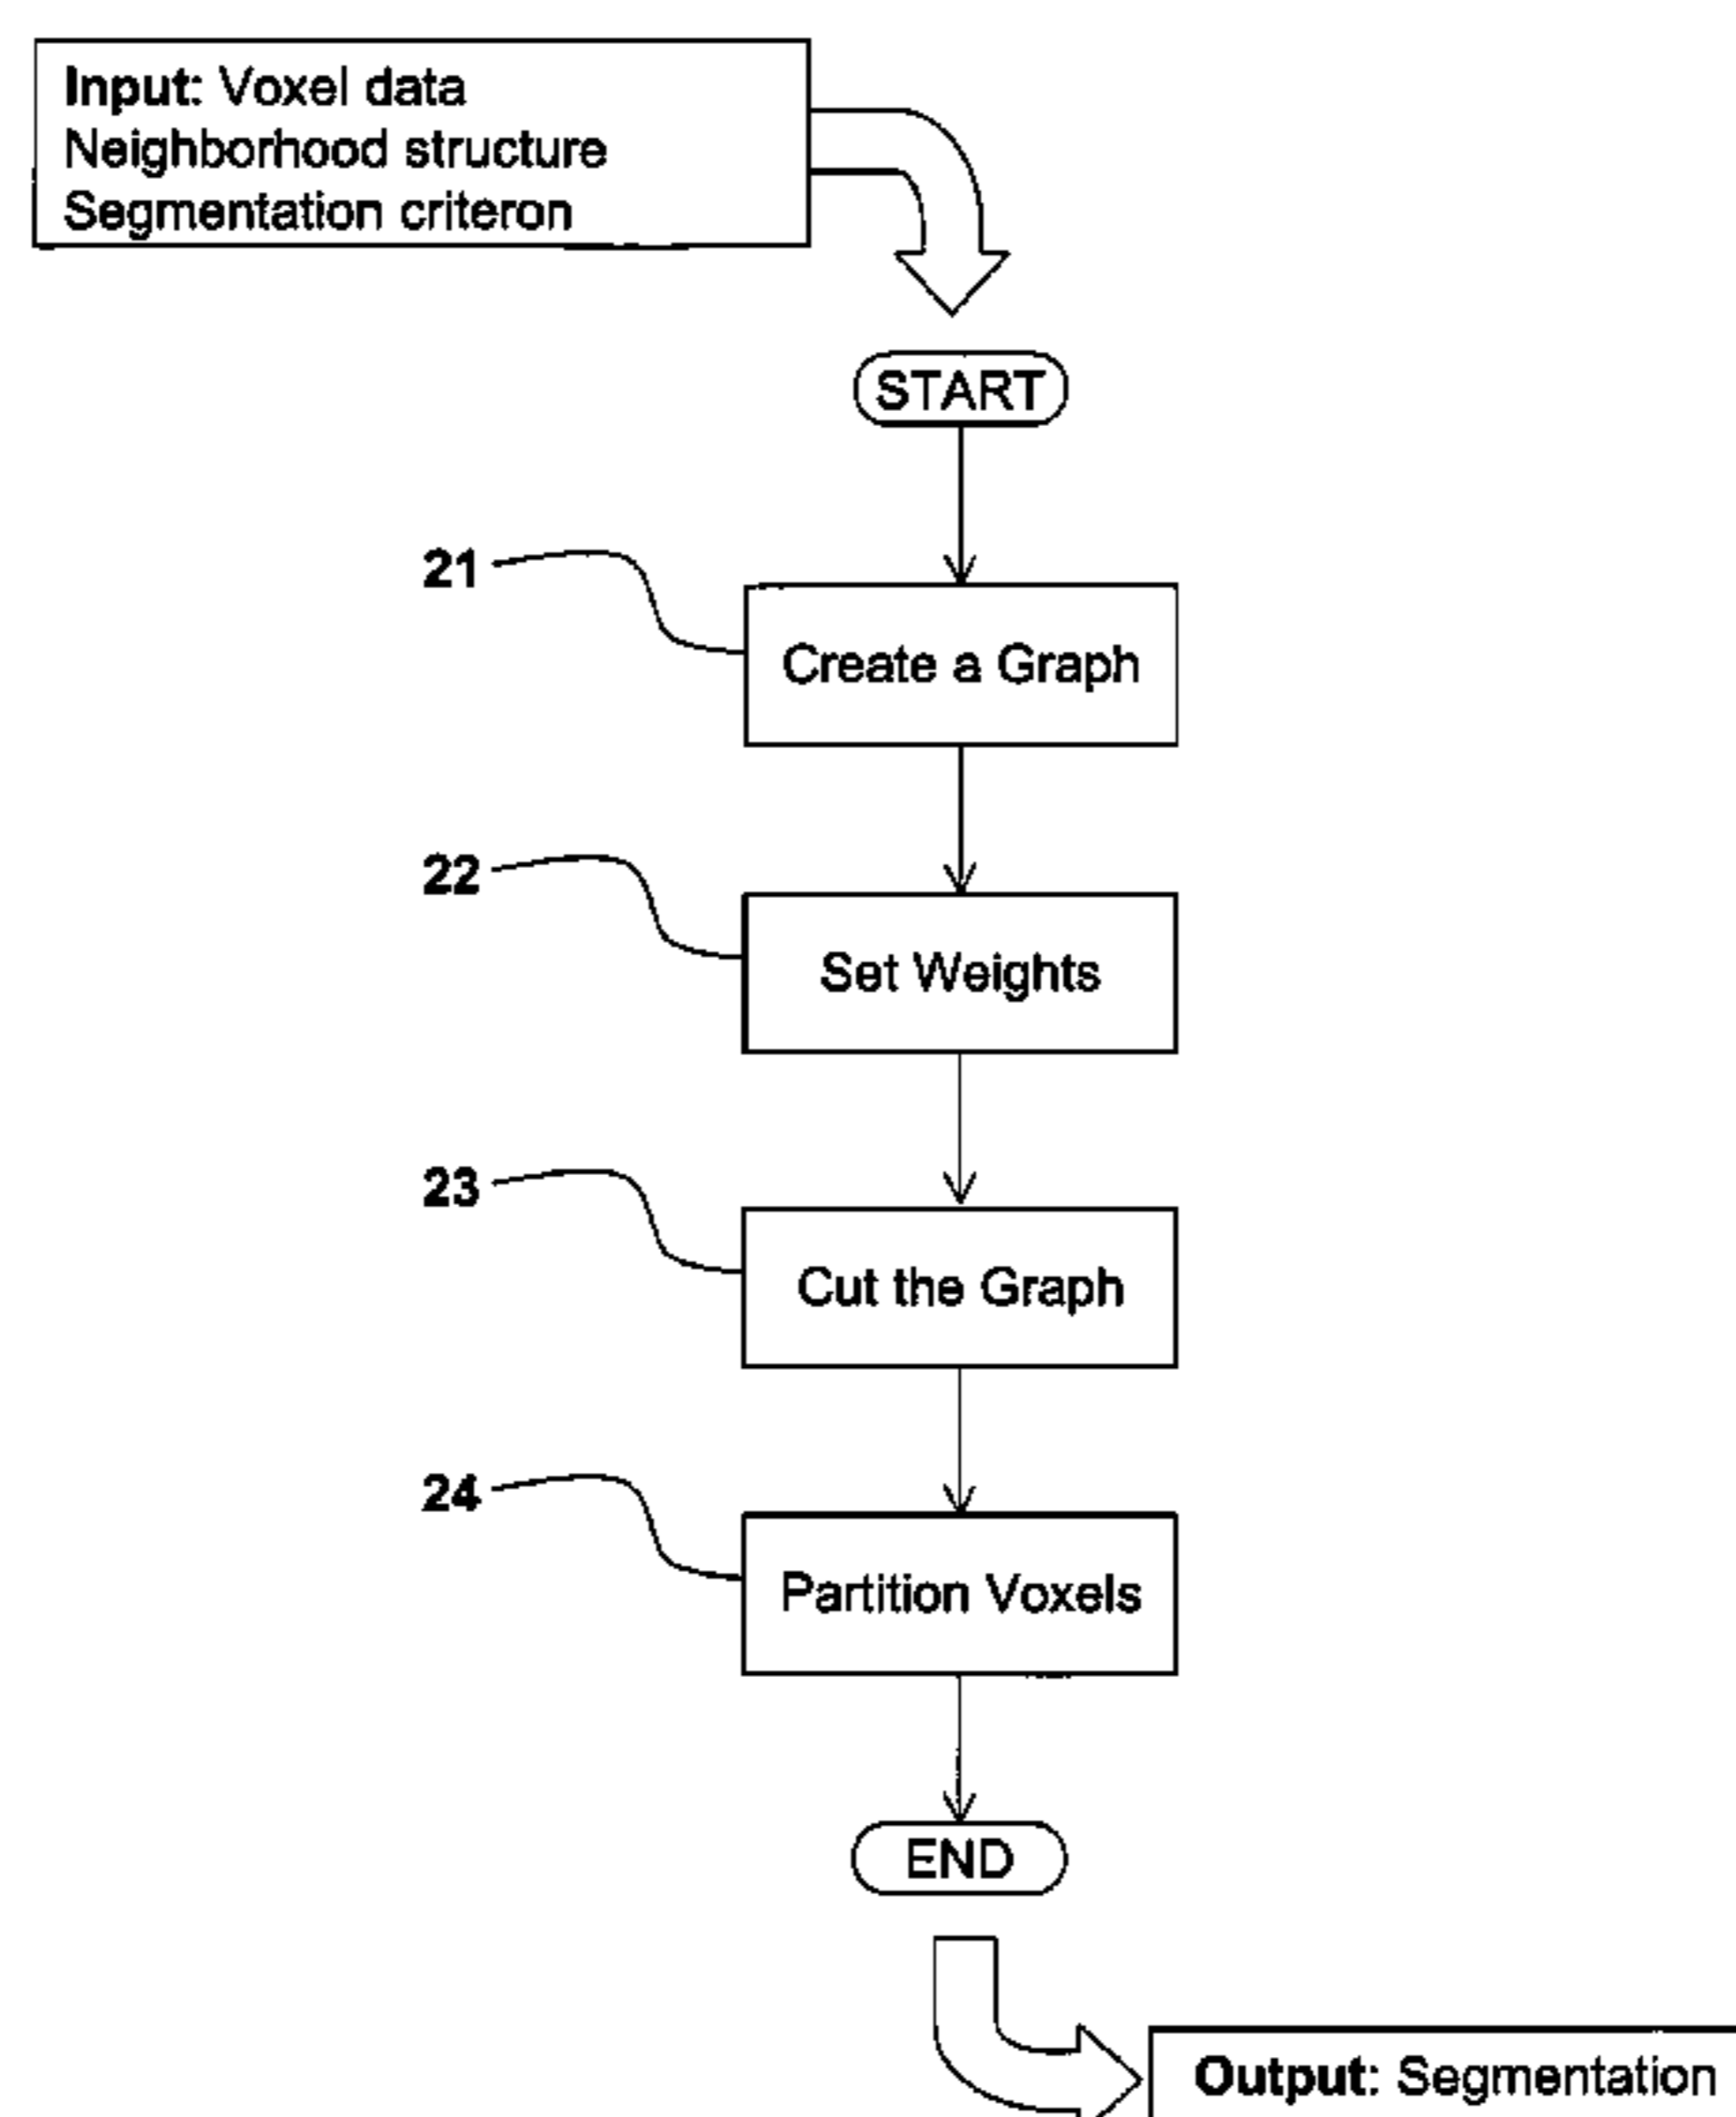 Input: Voxel data
Neighborhood structure
Segmentation criteron
START
21
Create a Graph
22
Set Weights
23
Cut the Graph
24
Partition Voxels
END
Output: Segmentation